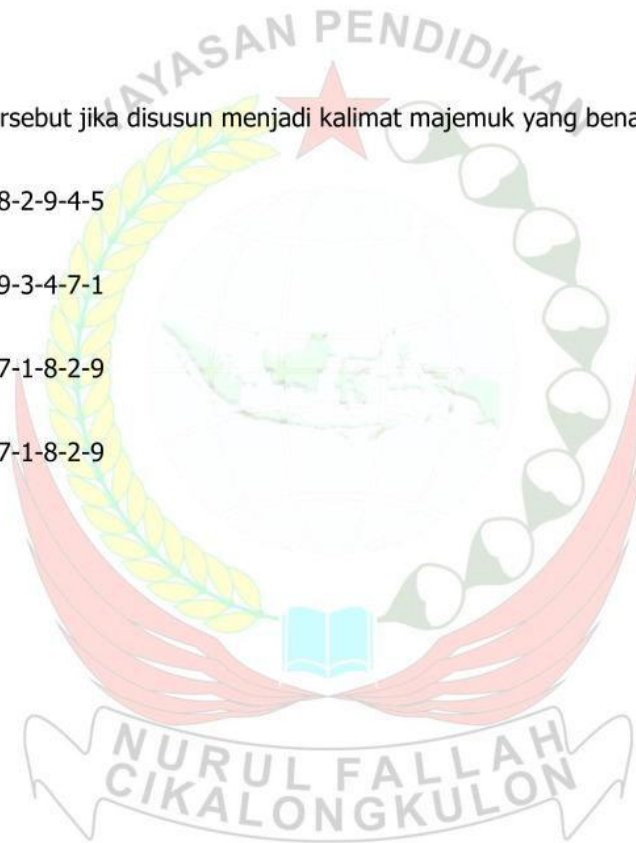 YAYASAN PENDIDIKAN
ersebut jika disusun menjadi kalimat majemuk yang bena
8-2-9-4-5
9-3-4-7-1
7-1-8-2-9
7-1-8-2-9
NURUL FALLAH
CIKALONGKULON